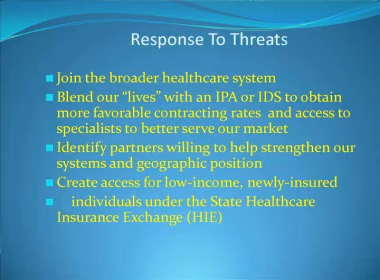 Response To Threats
Join the broader healthcare system
Blend our “lives” with an IPA or IDS to obtain
more favorable contracting rates and access to
specialists to better serve our market
Identify partners willing to help strengthen our
systems and geographic position
Create access for low-income, newly-insured
individuals under the State Healthcare
Insurance Exchange (HIE)